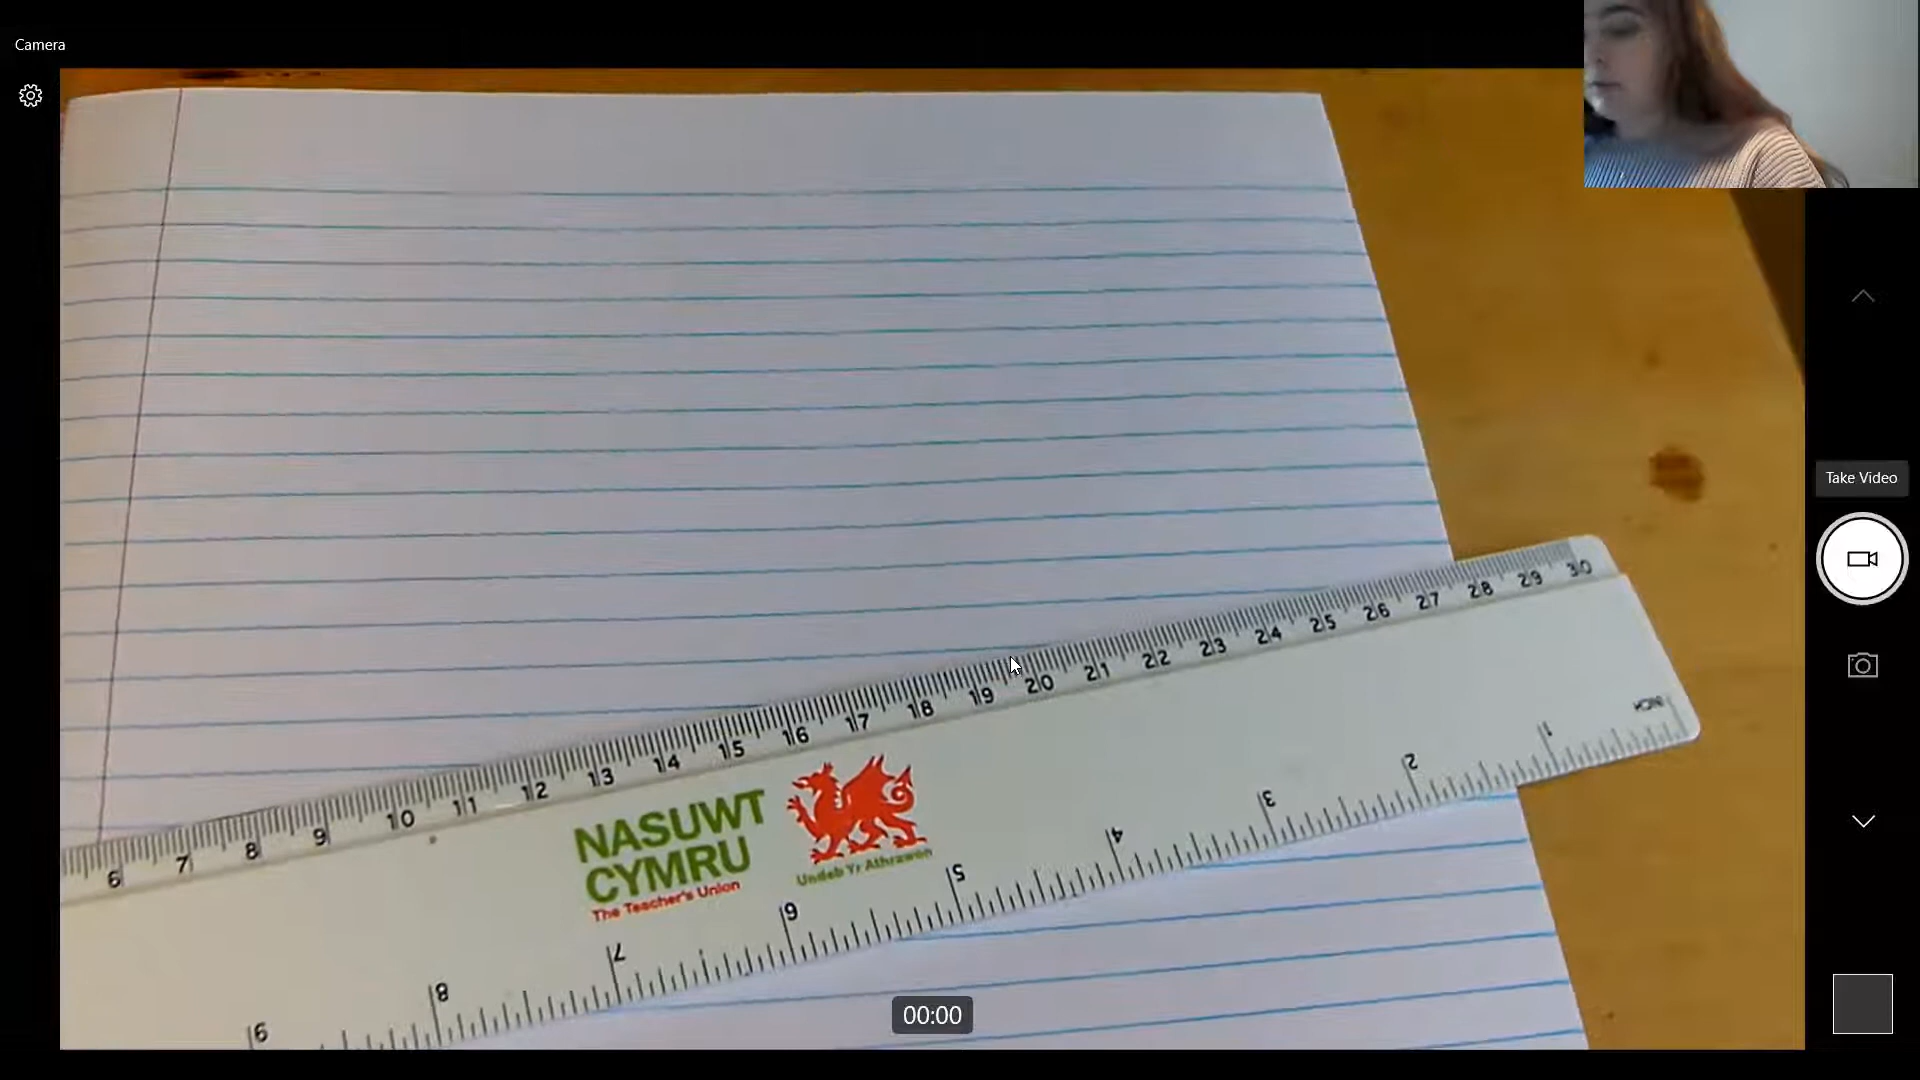 Camera
Take Video
6 7 8 9 10 11 12 13 14 15 16 17 18 19 20 21 22 23 24 25 26 27 28 29 30
NASUWT
CYMRU
The Teacher's Union
Undeb Yr Athrawon
INCH
1 2 3 4 5 6 7 8 9
00:00